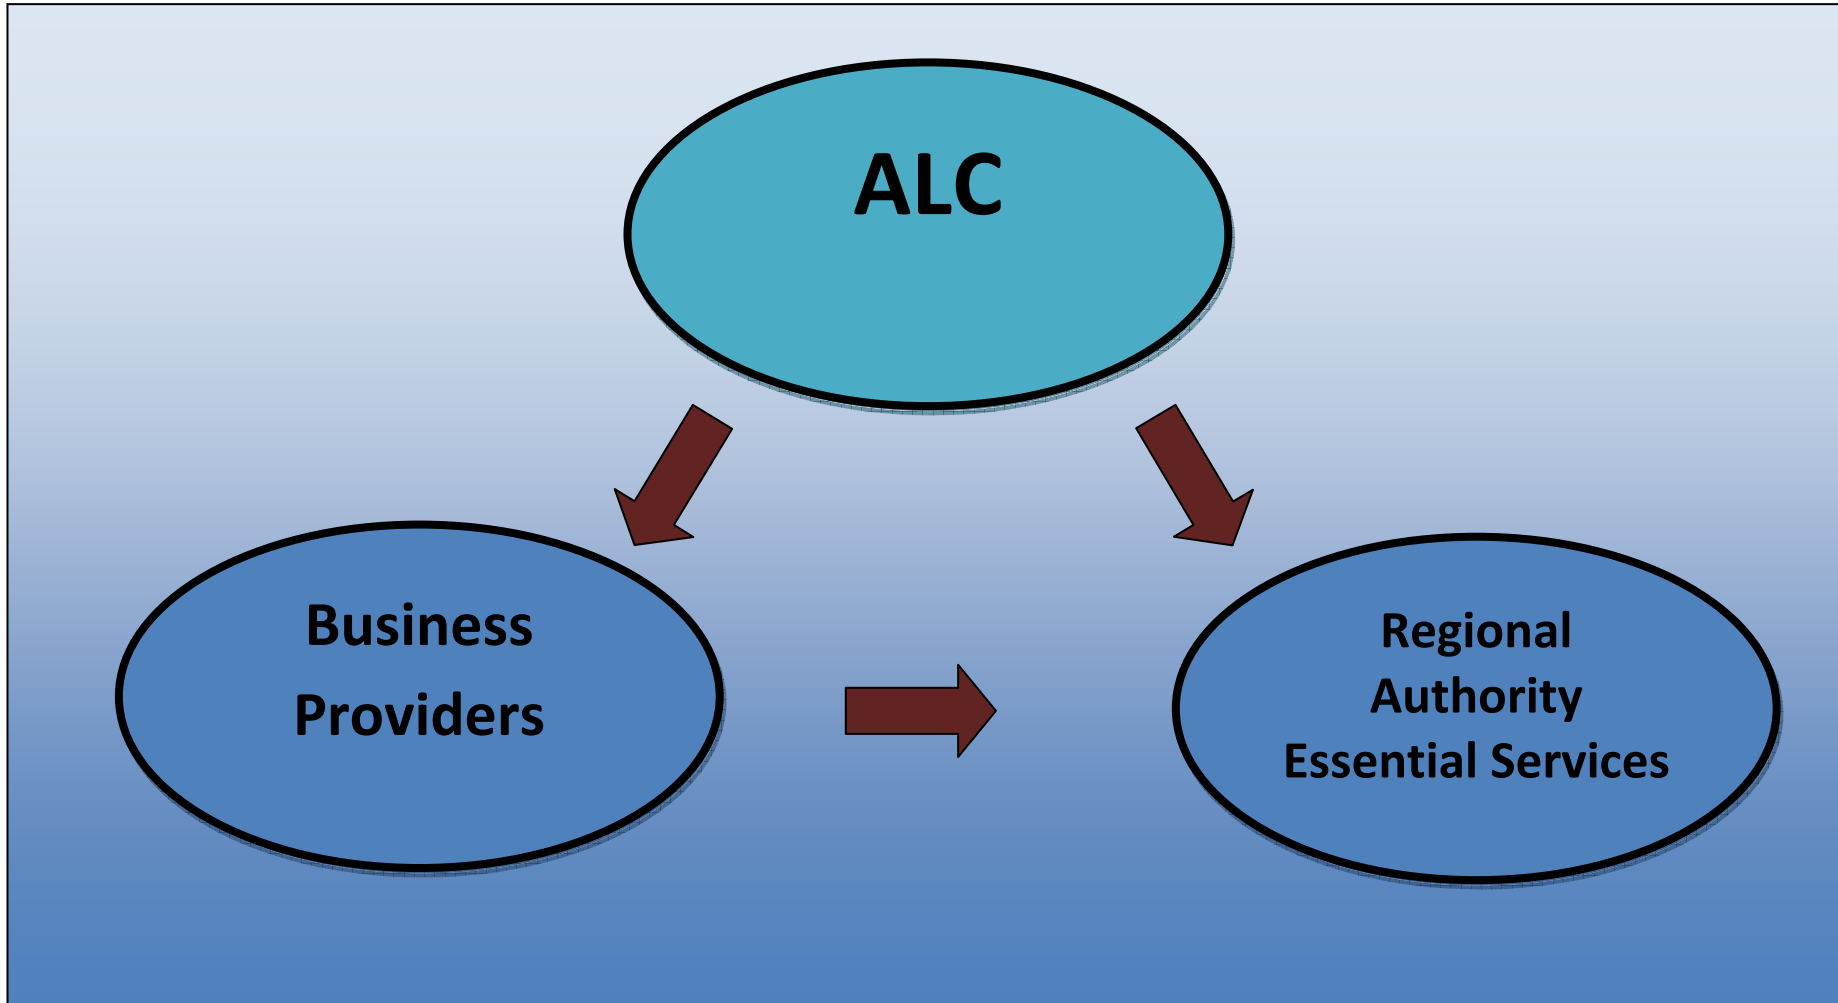 ALC
Business
Providers
Regional
Authority
Essential Services